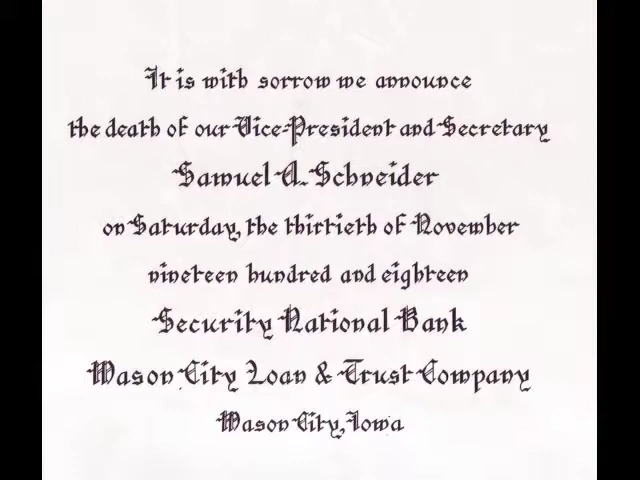 It is with sorrow we announce
the death of our Vice-President and Secretary
Samuel A. Schneider
on Saturday, the thirtieth of November
nineteen hundred and eighteen
Security National Bank
Mason City Loan & Trust Company
Mason City, Iowa